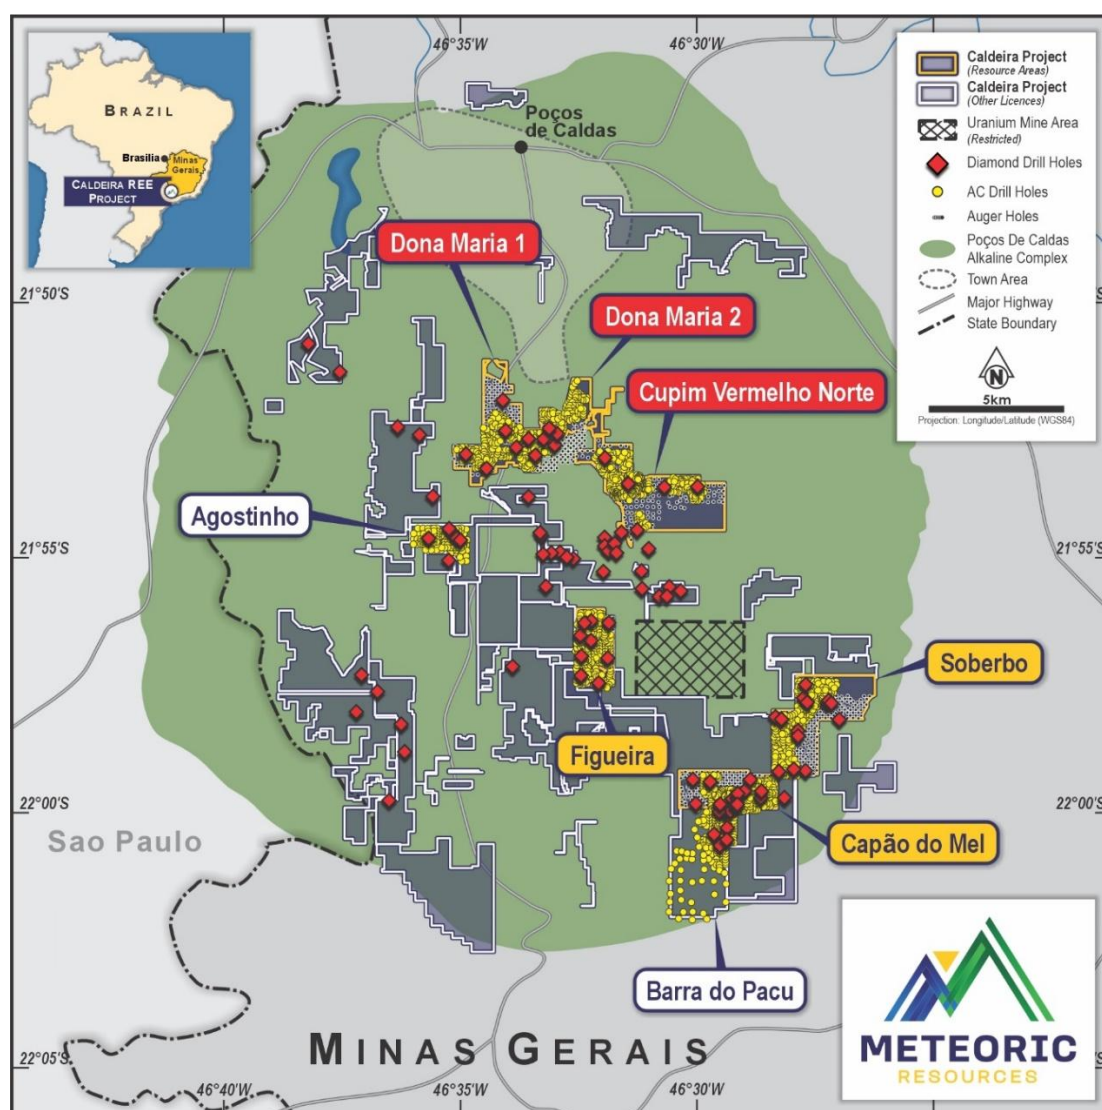 46°35'W
46°30'W
BRAZIL
Brasilia
Minas
Gerais
CALDEIRA REE
PROJECT
Poços
de Caldas
Caldeira Project
(Resource Areas)
Caldeira Project
(Other Licences)
Uranium Mine Area
(Restricted)
Diamond Drill Holes
AC Drill Holes
Auger Holes
Poços De Caldas
Alkaline Complex
Town Area
Major Highway
State Boundary
N
5km
Projection: Longitude/Latitude (WGS84)
Dona Maria 1
21°50'S
21°50'S
Dona Maria 2
Cupim Vermelho Norte
Agostinho
21°55'S
21°55'S
Soberbo
Figueira
22°00'S
22°00'S
Sao Paulo
Capão do Mel
Barra do Pacu
MINAS GERAIS
METEORIC
RESOURCES
22°05'S
46°40'W
46°35'W
46°30'W